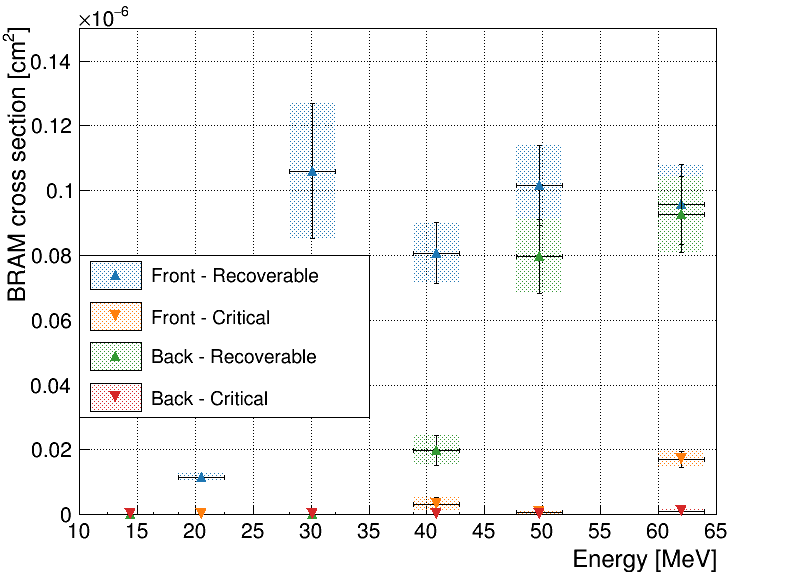 ×10⁻⁶
BRAM cross section [cm²]
0.14
0.12
0.1
0.08
0.06
0.04
0.02
0
Front - Recoverable
Front - Critical
Back - Recoverable
Back - Critical
10 15 20 25 30 35 40 45 50 55 60 65
Energy [MeV]